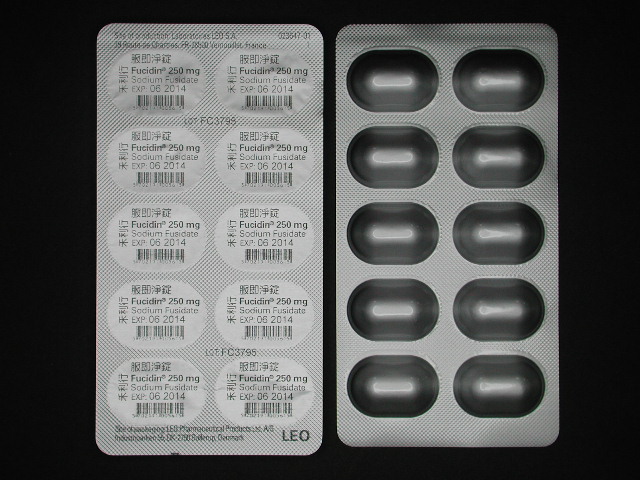 Site of production: Laboratoires LEO S.A.
39 Route de Chartres, FR-28500 Vernouillet, France
023647-01
服即淨錠
Fucidin® 250 mg
Sodium Fusidate
EXP: 06 2014
禾利行
服即淨錠
Fucidin® 250 mg
Sodium Fusidate
EXP: 06 2014
禾利行
LOT FC3795
服即淨錠
Fucidin® 250 mg
Sodium Fusidate
EXP: 06 2014
禾利行
服即淨錠
Fucidin® 250 mg
Sodium Fusidate
EXP: 06 2014
禾利行
服即淨錠
Fucidin® 250 mg
Sodium Fusidate
EXP: 06 2014
禾利行
服即淨錠
Fucidin® 250 mg
Sodium Fusidate
EXP: 06 2014
禾利行
服即淨錠
Fucidin® 250 mg
Sodium Fusidate
EXP: 06 2014
禾利行
服即淨錠
Fucidin® 250 mg
Sodium Fusidate
EXP: 06 2014
禾利行
LOT FC3795
服即淨錠
Fucidin® 250 mg
Sodium Fusidate
EXP: 06 2014
禾利行
服即淨錠
Fucidin® 250 mg
Sodium Fusidate
EXP: 06 2014
禾利行
Site of packaging: LEO Pharmaceutical Products Ltd. A/S
Industriparken 55, DK-2750 Ballerup, Denmark
LEO